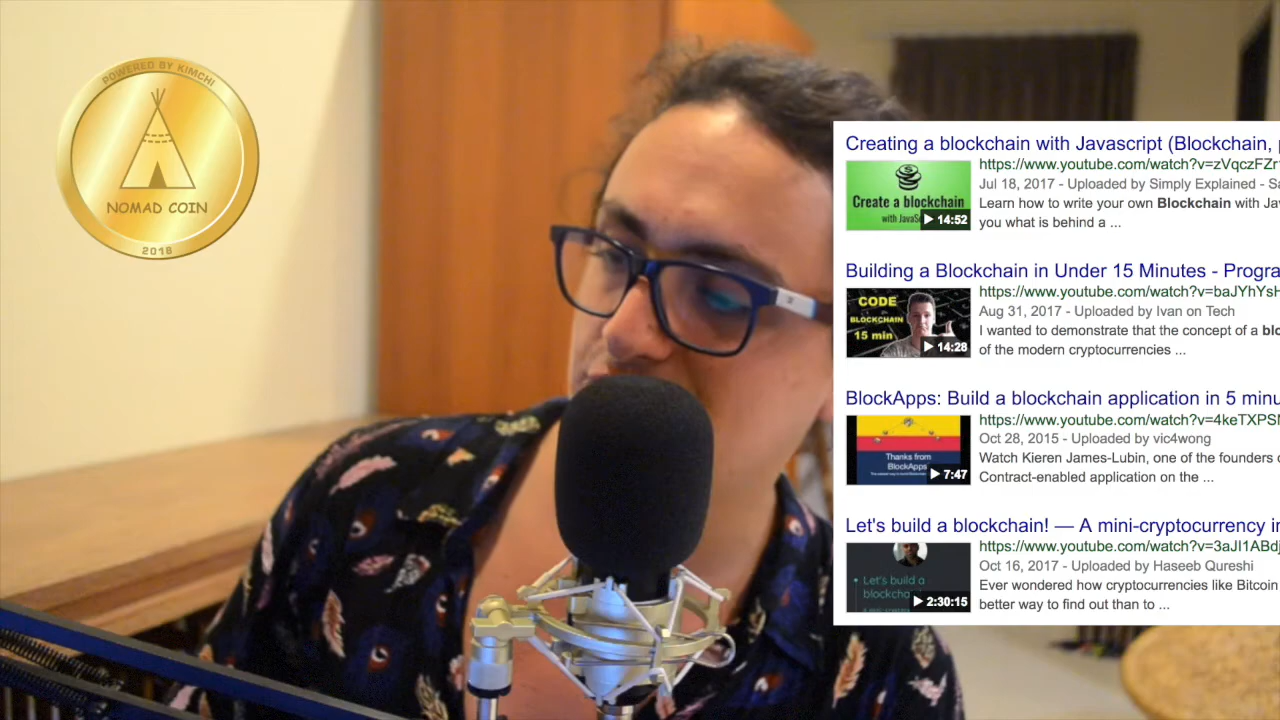 POWERED BY KIMCHI
NOMAD COIN
2018
Creating a blockchain with Javascript (Blockchain,
https://www.youtube.com/watch?v=zVqczFZr
Jul 18, 2017 - Uploaded by Simply Explained - Sa
Learn how to write your own Blockchain with Jav
you what is behind a ...
Create a blockchain
with JavaSc
14:52
Building a Blockchain in Under 15 Minutes - Progra
https://www.youtube.com/watch?v=baJYhYsH
Aug 31, 2017 - Uploaded by Ivan on Tech
I wanted to demonstrate that the concept of a blo
of the modern cryptocurrencies ...
CODE
BLOCKCHAIN
15 min
14:28
BlockApps: Build a blockchain application in 5 minu
https://www.youtube.com/watch?v=4keTXPSN
Oct 28, 2015 - Uploaded by vic4wong
Watch Kieren James-Lubin, one of the founders o
Contract-enabled application on the ...
Thanks from
BlockApps
7:47
Let's build a blockchain! — A mini-cryptocurrency in
https://www.youtube.com/watch?v=3aJI1ABdj
Oct 16, 2017 - Uploaded by Haseeb Qureshi
Ever wondered how cryptocurrencies like Bitcoin
better way to find out than to ...
Let's build a
blockcha
2:30:15